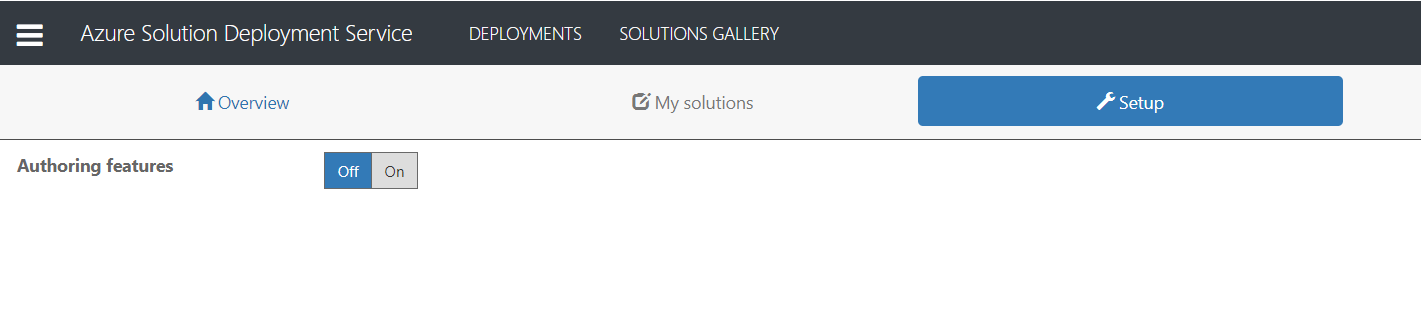 Azure Solution Deployment Service DEPLOYMENTS SOLUTIONS GALLERY
Overview My solutions Setup
Authoring features Off On